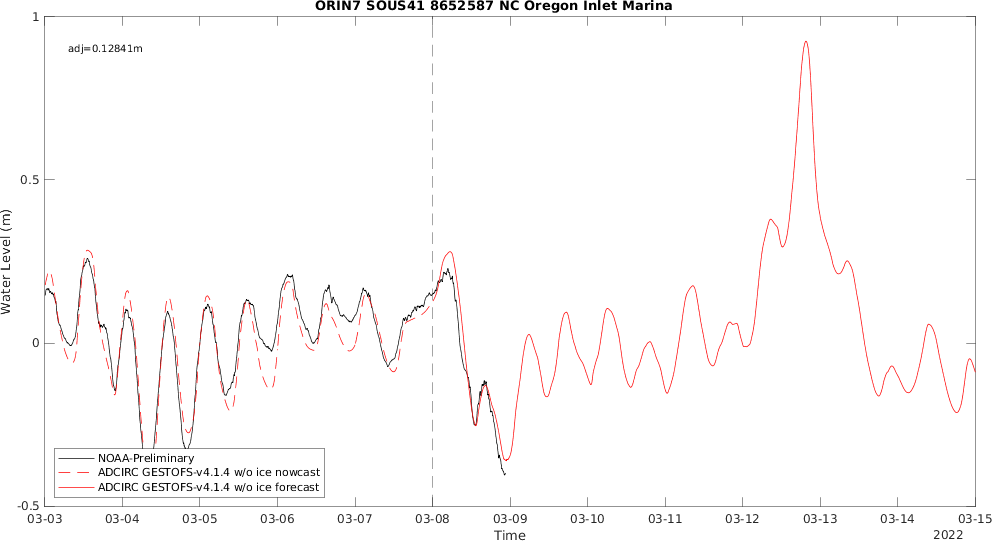 ORIN7 SOUS41 8652587 NC Oregon Inlet Marina
adj=0.12841m
1
0.5
0
-0.5
Water Level (m)
NOAA-Preliminary
ADCIRC GESTOFS-v4.1.4 w/o ice nowcast
ADCIRC GESTOFS-v4.1.4 w/o ice forecast
03-03 03-04 03-05 03-06 03-07 03-08 03-09 03-10 03-11 03-12 03-13 03-14 03-15
Time
2022